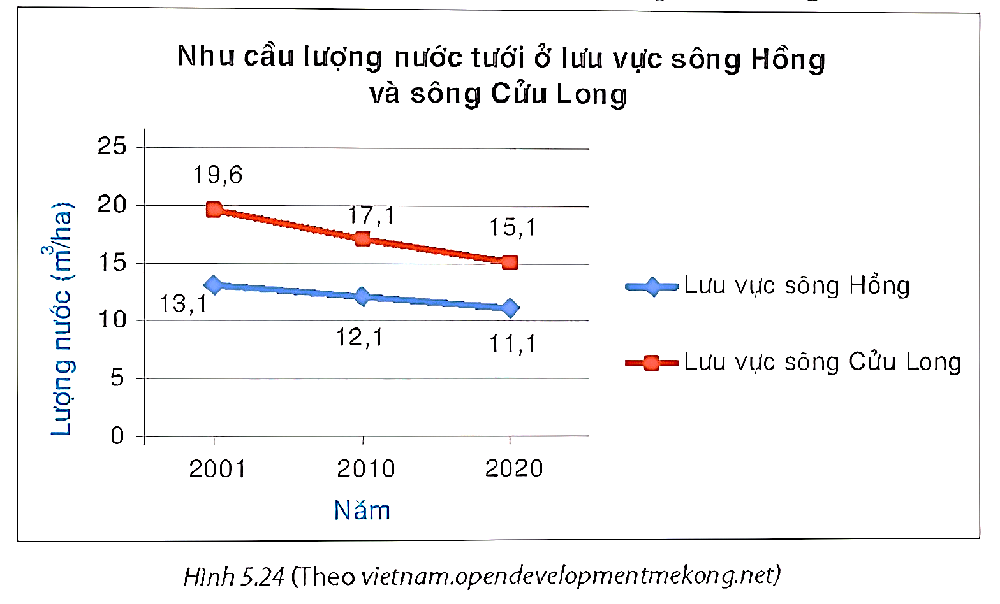 Nhu cầu lượng nước tưới ở lưu vực sông Hồng
và sông Cửu Long
25
20
15
10
5
0
19,6
17,1
15,1
13,1
12,1
11,1
Lượng nước (m³/ha)
2001 2010 2020
Năm
Lưu vực sông Hồng
Lưu vực sông Cửu Long
Hình 5.24 (Theo vietnam.opendevelopmentmekong.net)